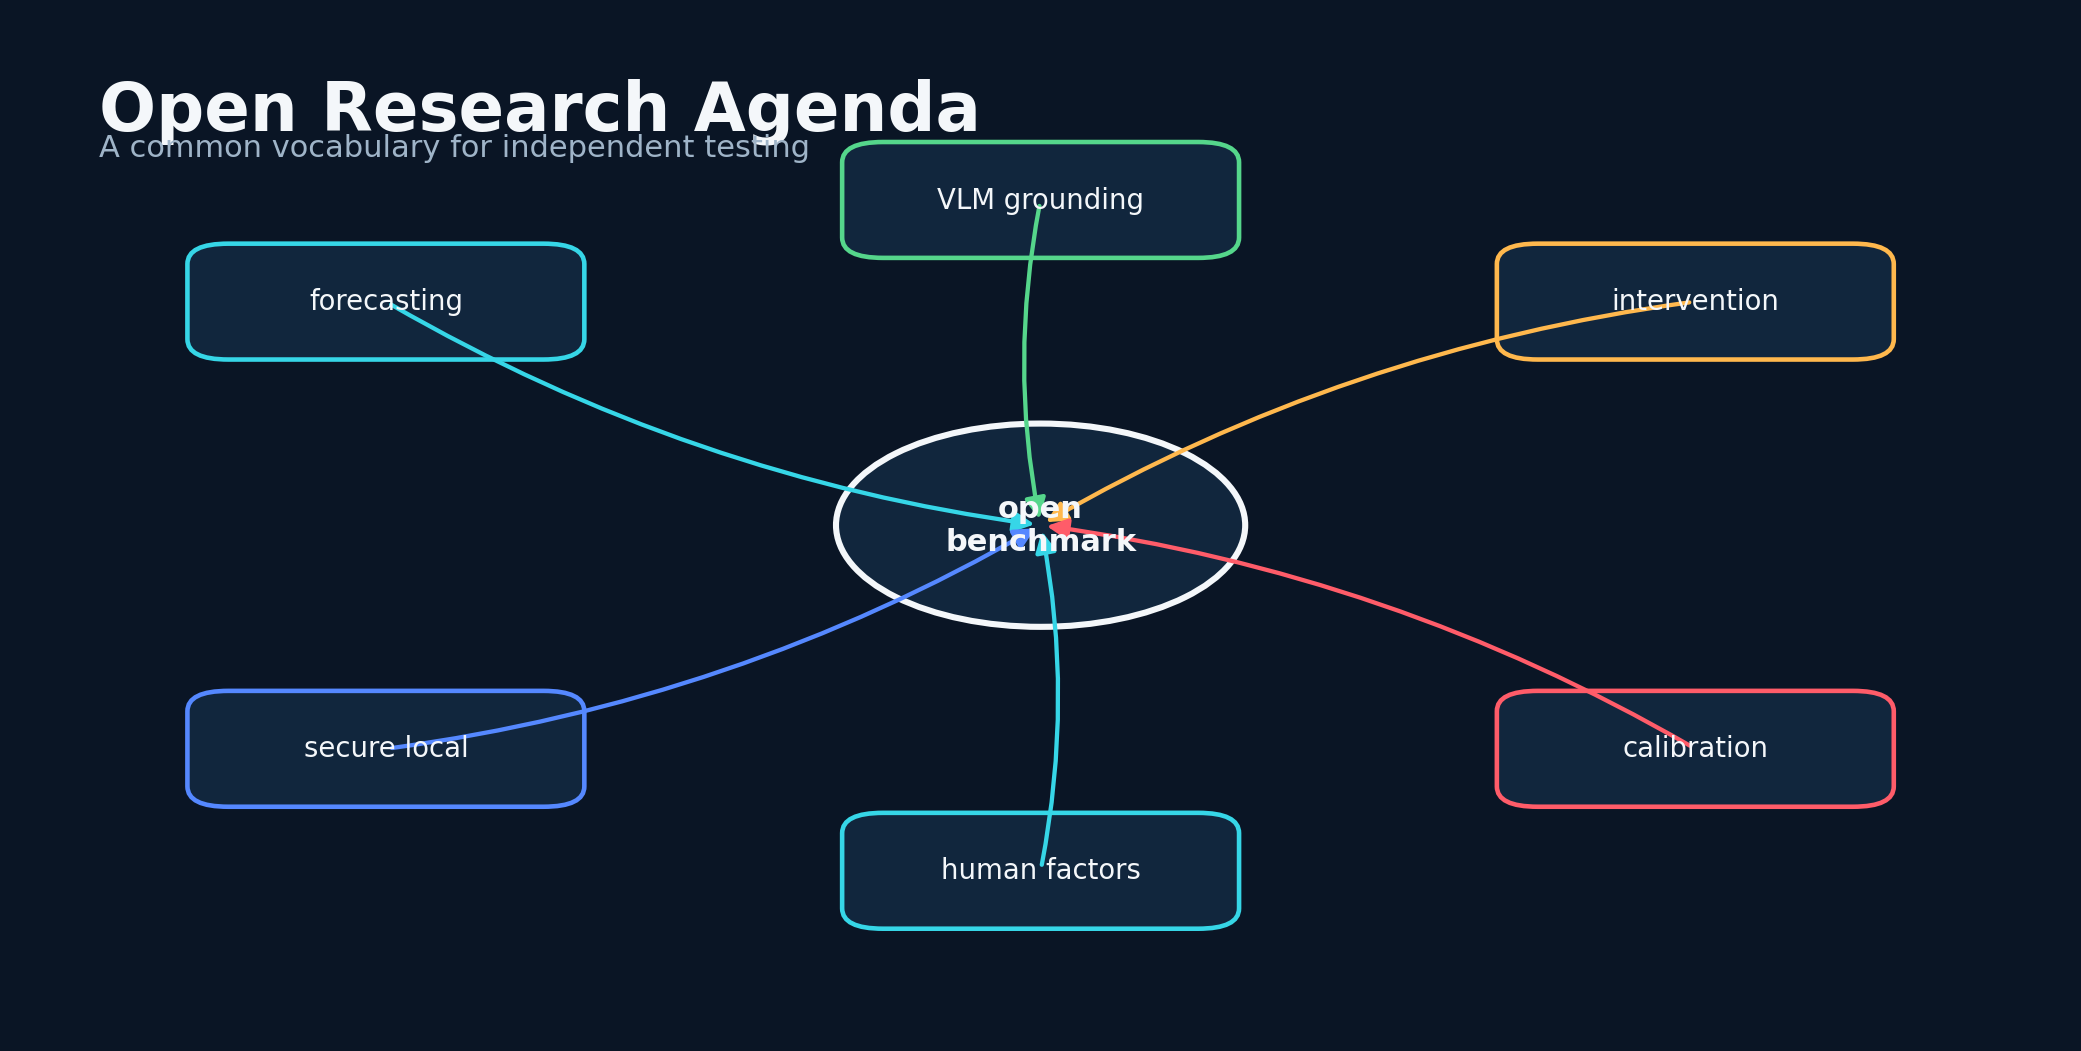 Open Research Agenda
A common vocabulary for independent testing
VLM grounding
forecasting
intervention
open
benchmark
secure local
calibration
human factors